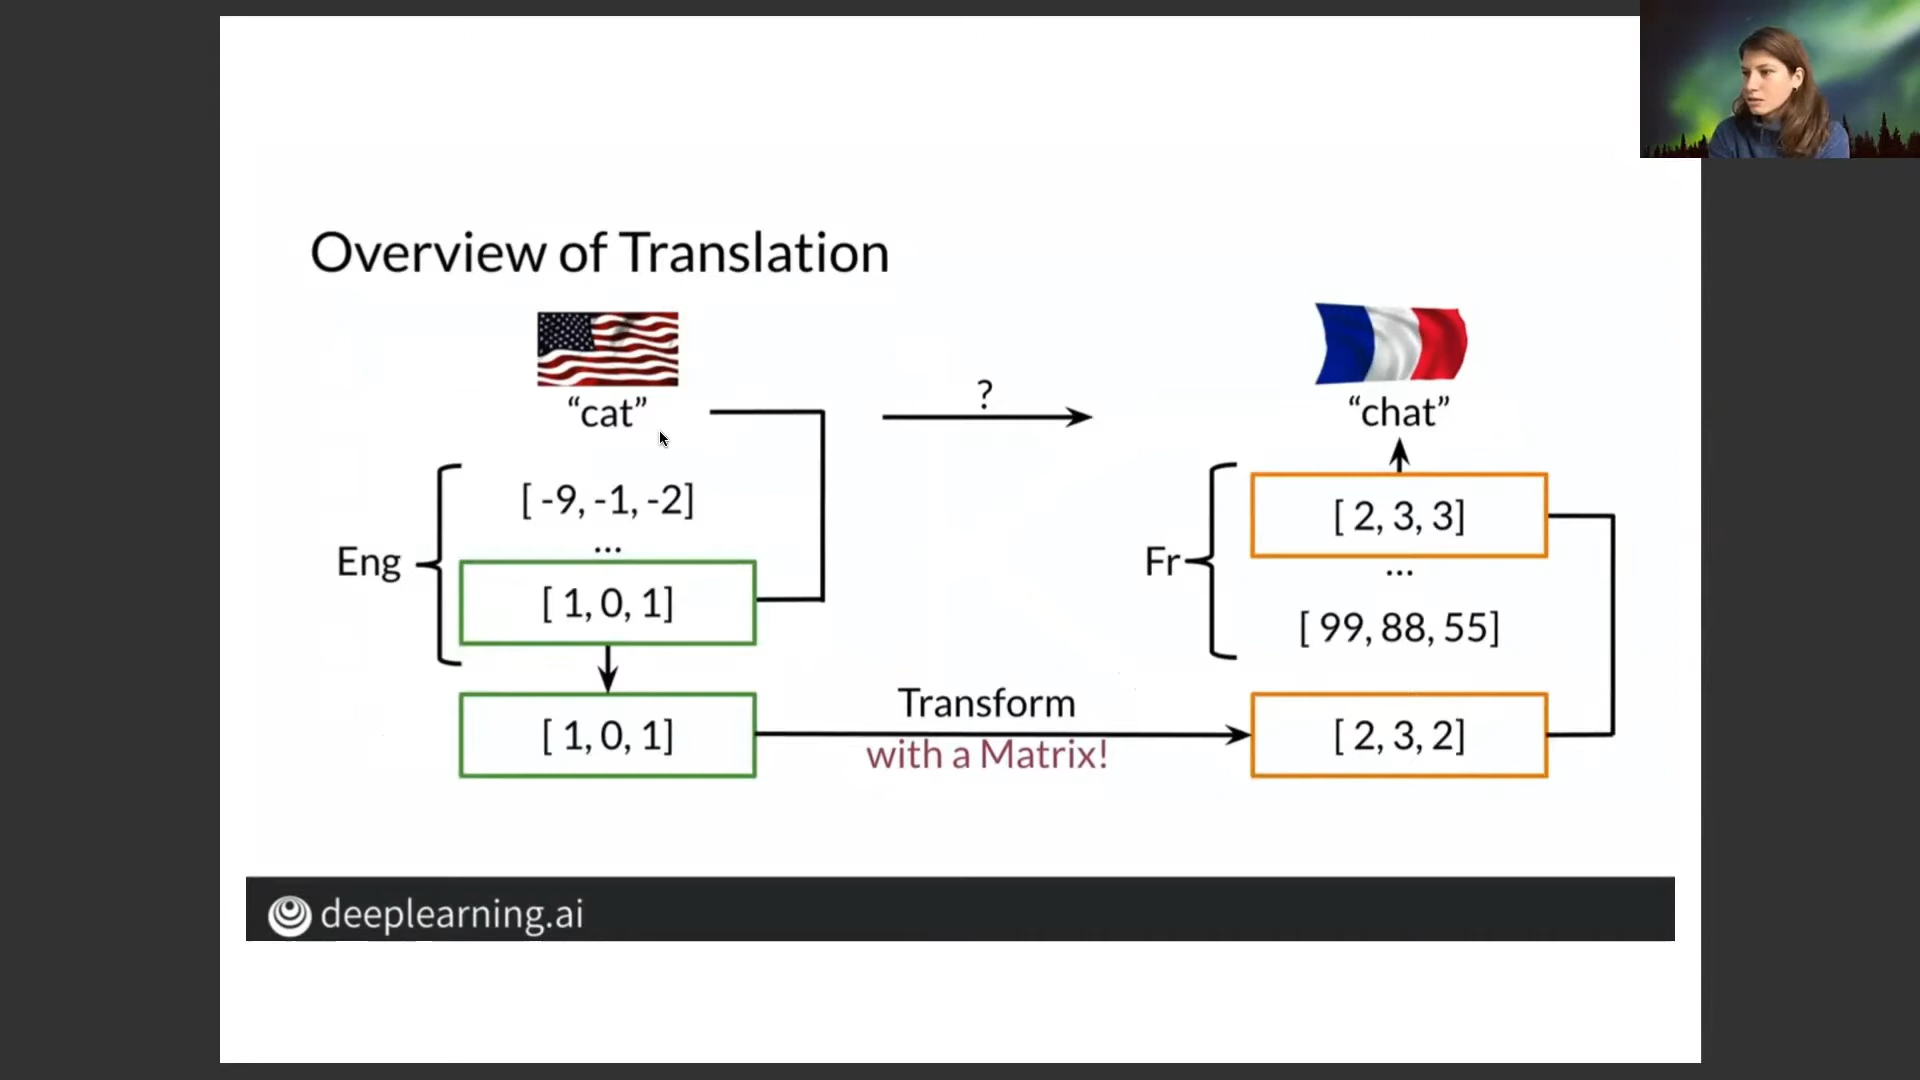 Overview of Translation
“cat”
?
“chat”
[ -9, -1, -2]
...
[ 1, 0, 1]
Eng
[ 1, 0, 1]
Transform
with a Matrix!
Fr
[ 2, 3, 3]
...
[ 99, 88, 55]
[ 2, 3, 2]
deeplearning.ai